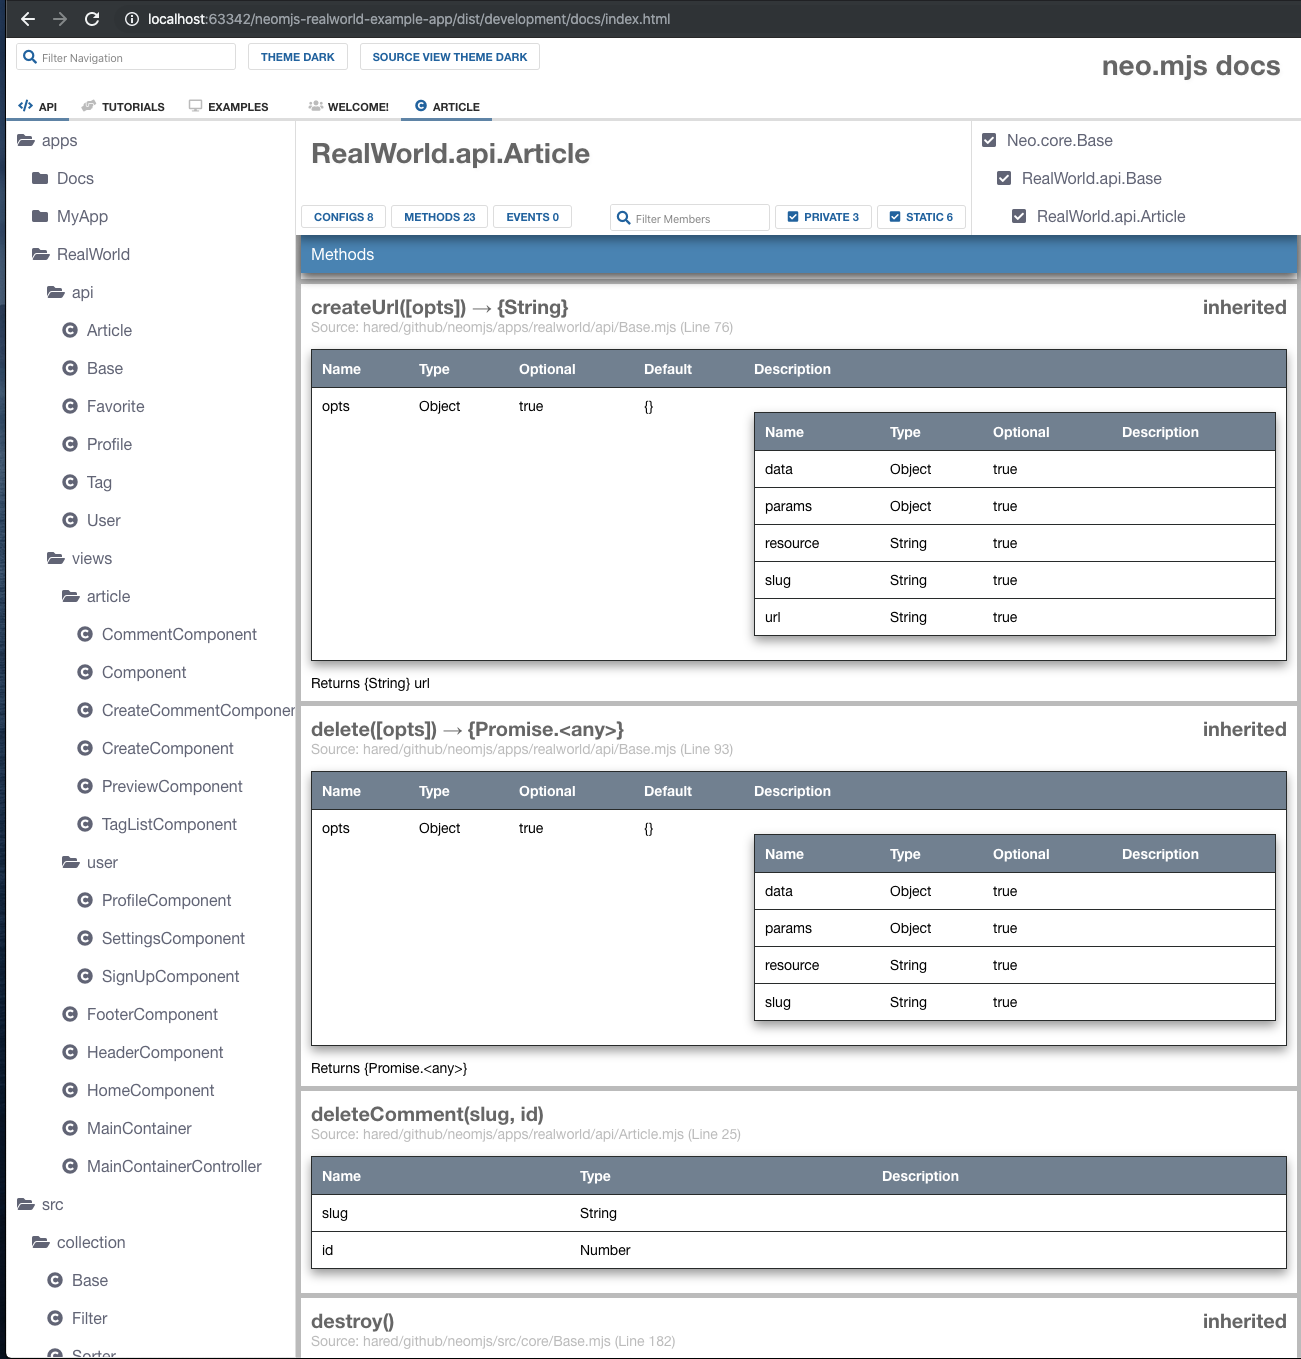 localhost:63342/neomjs-realworld-example-app/dist/development/docs/index.html
Filter Navigation
THEME DARK
SOURCE VIEW THEME DARK
neo.mjs docs
API
TUTORIALS
EXAMPLES
WELCOME!
ARTICLE
apps
Docs
MyApp
RealWorld
api
Article
Base
Favorite
Profile
Tag
User
views
article
CommentComponent
Component
CreateCommentComponen
CreateComponent
PreviewComponent
TagListComponent
user
ProfileComponent
SettingsComponent
SignUpComponent
FooterComponent
HeaderComponent
HomeComponent
MainContainer
MainContainerController
src
collection
Base
Filter
Sorter
RealWorld.api.Article
CONFIGS 8
METHODS 23
EVENTS 0
Filter Members
PRIVATE 3
STATIC 6
Neo.core.Base
RealWorld.api.Base
RealWorld.api.Article
Methods
createUrl([opts]) → {String} inherited
Source: hared/github/neomjs/apps/realworld/api/Base.mjs (Line 76)
Name Type Optional Default Description
opts Object true {}
Name Type Optional Description
data Object true
params Object true
resource String true
slug String true
url String true
Returns {String} url
delete([opts]) → {Promise.<any>} inherited
Source: hared/github/neomjs/apps/realworld/api/Base.mjs (Line 93)
Name Type Optional Default Description
opts Object true {}
Name Type Optional Description
data Object true
params Object true
resource String true
slug String true
Returns {Promise.<any>}
deleteComment(slug, id)
Source: hared/github/neomjs/apps/realworld/api/Article.mjs (Line 25)
Name Type Description
slug String
id Number
destroy() inherited
Source: hared/github/neomjs/src/core/Base.mjs (Line 182)